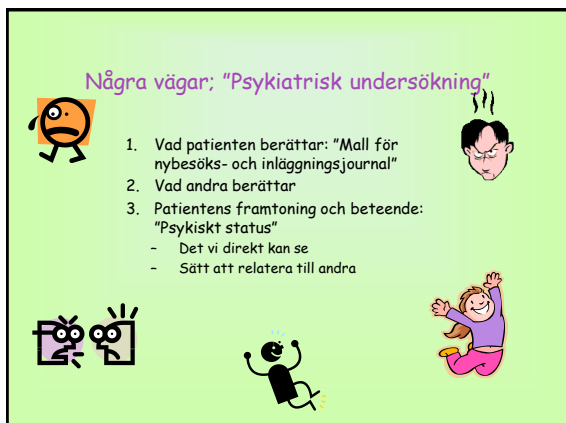 Några vägar; ”Psykiatrisk undersökning”
1. Vad patienten berättar: ”Mall för
nybesöks- och inläggningsjournal”
2. Vad andra berättar
3. Patientens framtoning och beteende:
”Psykiskt status”
– Det vi direkt kan se
– Sätt att relatera till andra